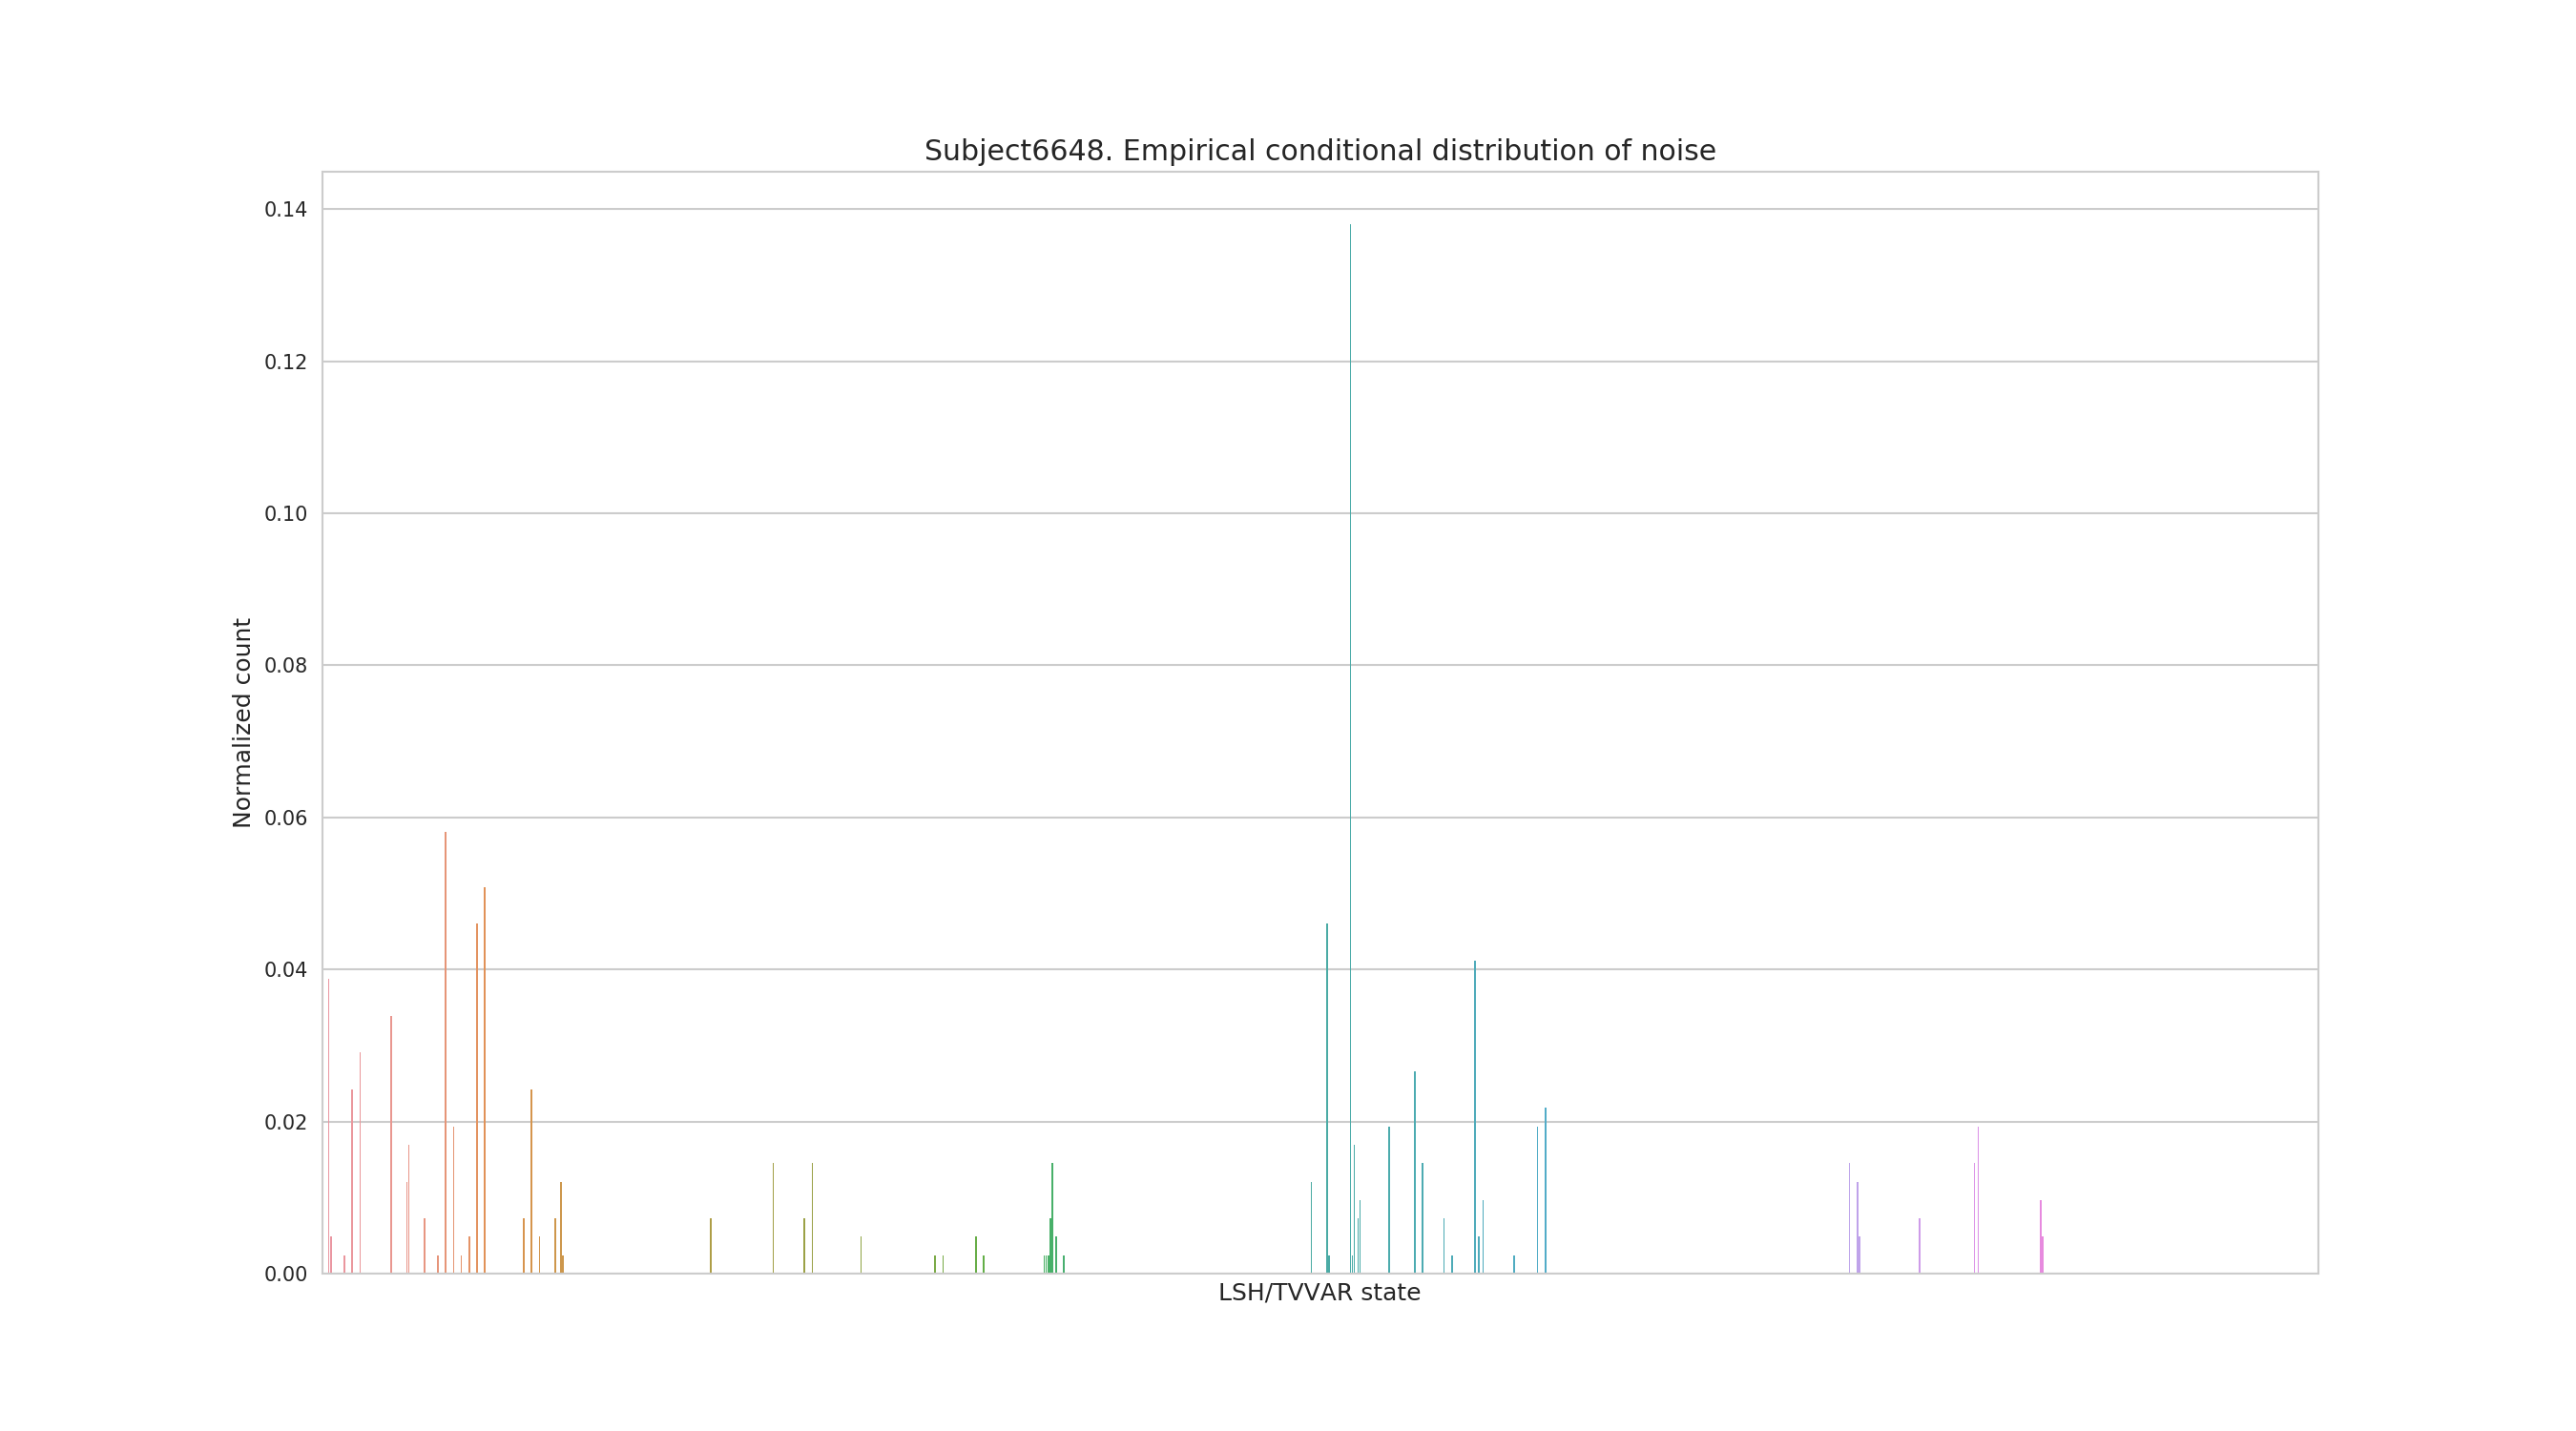 Subject6648. Empirical conditional distribution of noise
0.14
0.12
0.10
0.08
0.06
0.04
0.02
0.00
Normalized count
LSH/TVVAR state